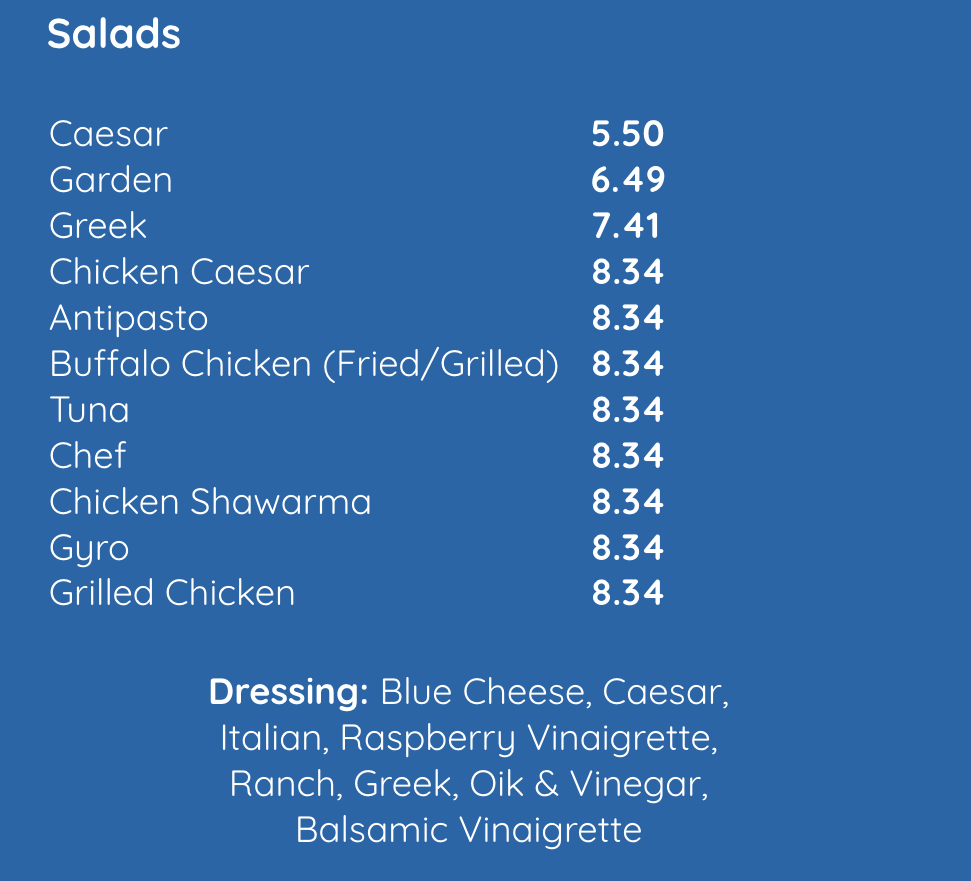 Salads
Caesar 5.50
Garden 6.49
Greek 7.41
Chicken Caesar 8.34
Antipasto 8.34
Buffalo Chicken (Fried/Grilled) 8.34
Tuna 8.34
Chef 8.34
Chicken Shawarma 8.34
Gyro 8.34
Grilled Chicken 8.34
Dressing: Blue Cheese, Caesar,
Italian, Raspberry Vinaigrette,
Ranch, Greek, Oik & Vinegar,
Balsamic Vinaigrette